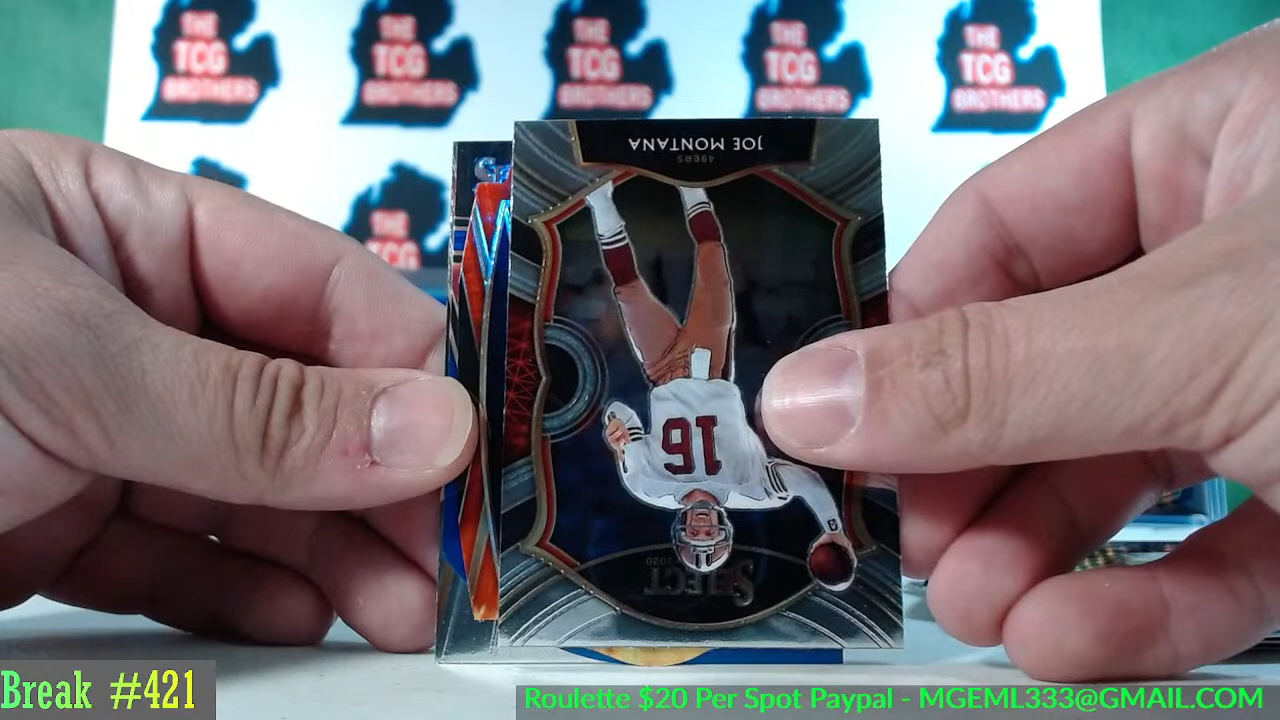 THE
TCG
BROTHERS
THE
TCG
BROTHERS
THE
TCG
BROTHERS
THE
TCG
BROTHERS
THE
TCG
BROTHERS
THE
TCG
BROTHERS
JOE MONTANA
49ERS
16
2020
SELECT
Break #421
Roulette $20 Per Spot Paypal - MGEML333@GMAIL.COM